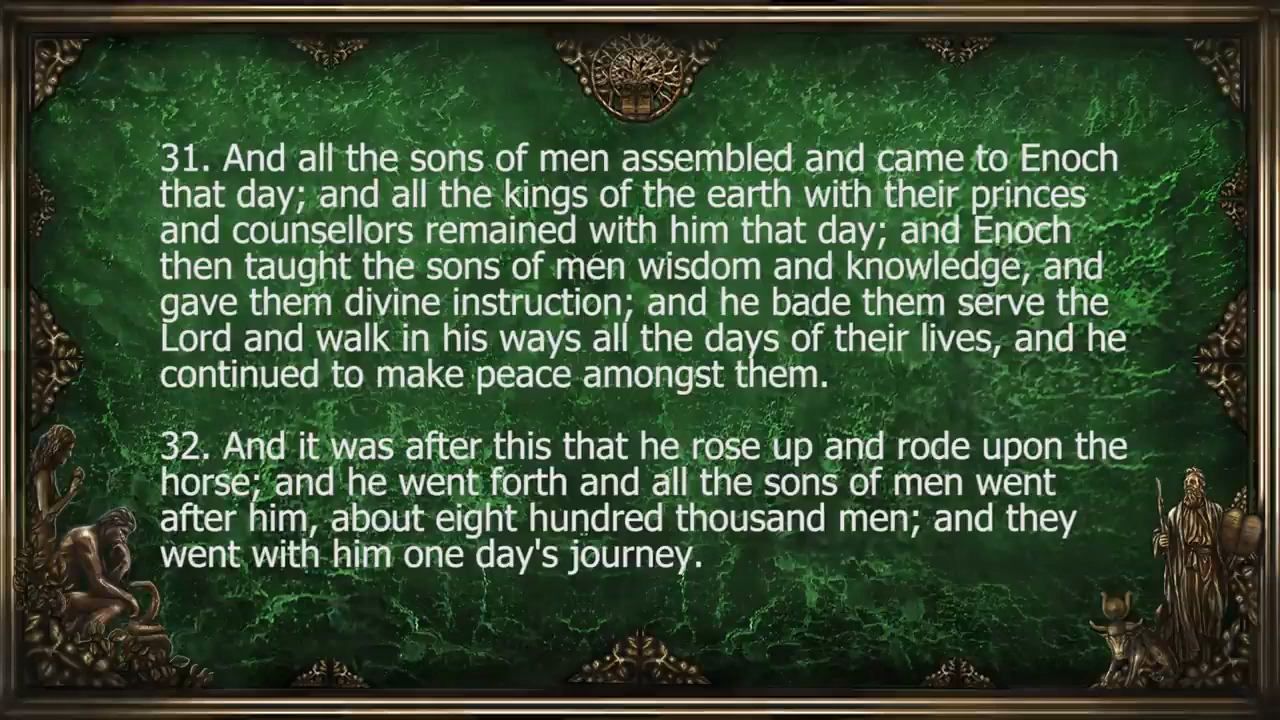 31. And all the sons of men assembled and came to Enoch
that day; and all the kings of the earth with their princes
and counsellors remained with him that day; and Enoch
then taught the sons of men wisdom and knowledge, and
gave them divine instruction; and he bade them serve the
Lord and walk in his ways all the days of their lives, and he
continued to make peace amongst them.
32. And it was after this that he rose up and rode upon the
horse; and he went forth and all the sons of men went
after him, about eight hundred thousand men; and they
went with him one day's journey.